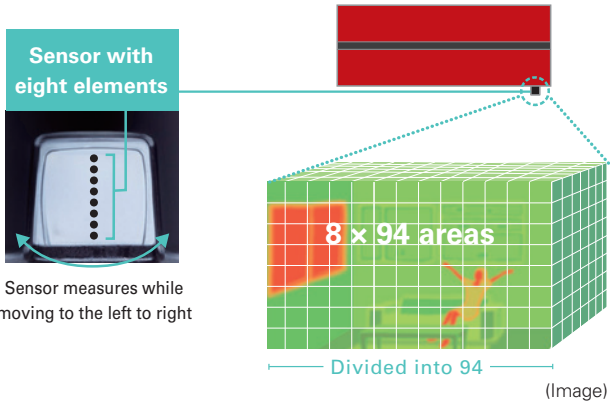 Sensor with
eight elements
8 × 94 areas
Sensor measures while
moving to the left to right
Divided into 94
(Image)